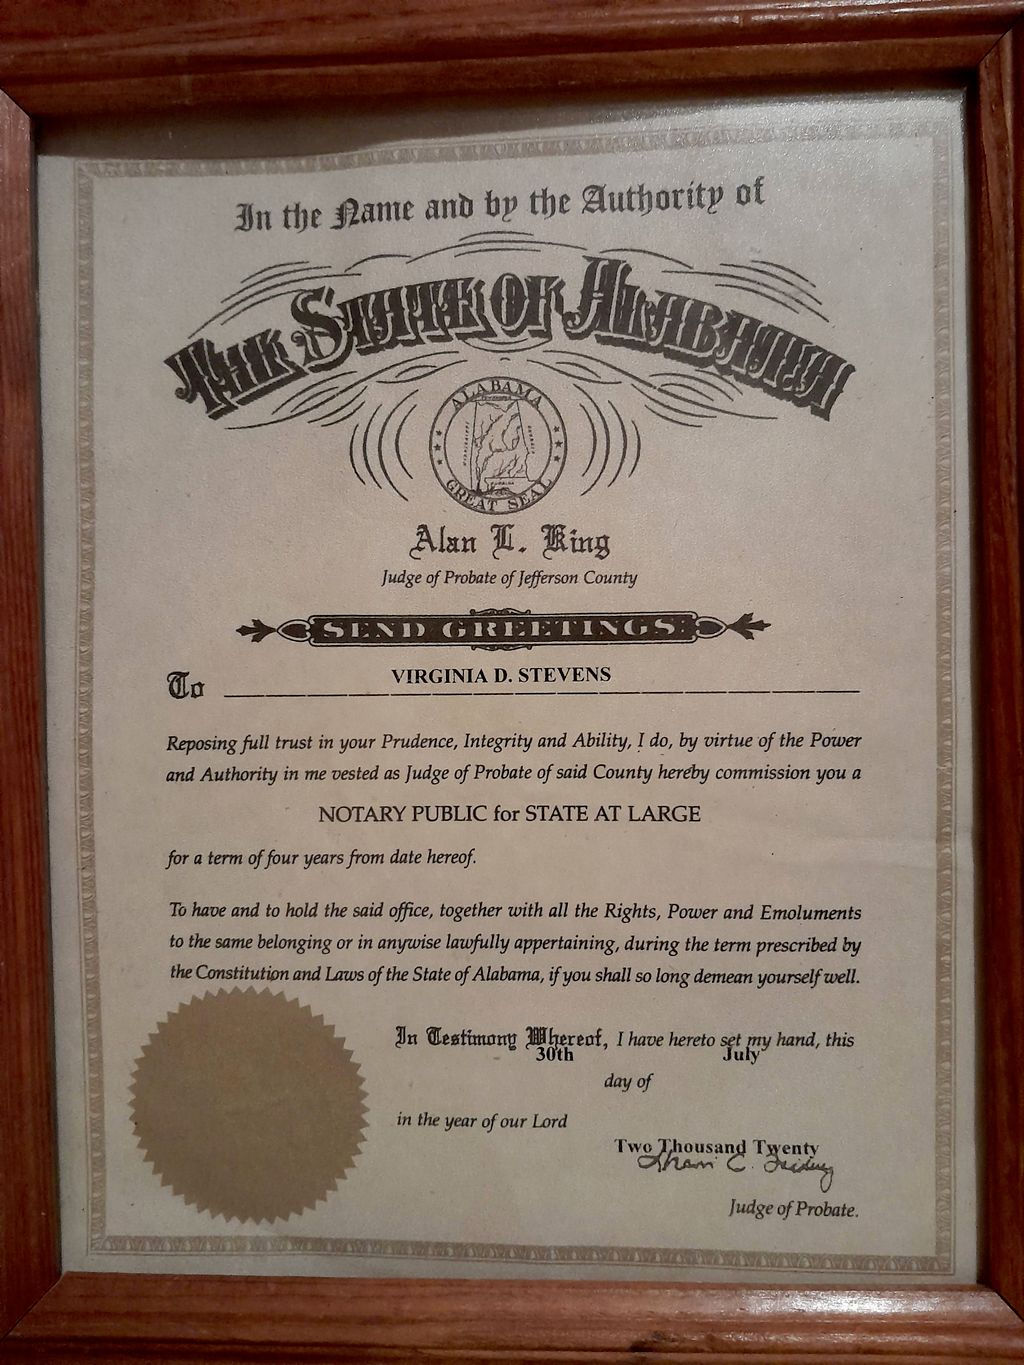 In the Name and by the Authority of
THE STATE OF ALABAMA
ALABAMA
GREAT SEAL
Alan L. King
Judge of Probate of Jefferson County
SEND GREETINGS
To VIRGINIA D. STEVENS
Reposing full trust in your Prudence, Integrity and Ability, I do, by virtue of the Power
and Authority in me vested as Judge of Probate of said County hereby commission you a
NOTARY PUBLIC for STATE AT LARGE
for a term of four years from date hereof.
To have and to hold the said office, together with all the Rights, Power and Emoluments
to the same belonging or in anywise lawfully appertaining, during the term prescribed by
the Constitution and Laws of the State of Alabama, if you shall so long demean yourself well.
In Testimony Whereof, I have hereto set my hand, this
30th July
day of
in the year of our Lord
Two Thousand Twenty
Judge of Probate.